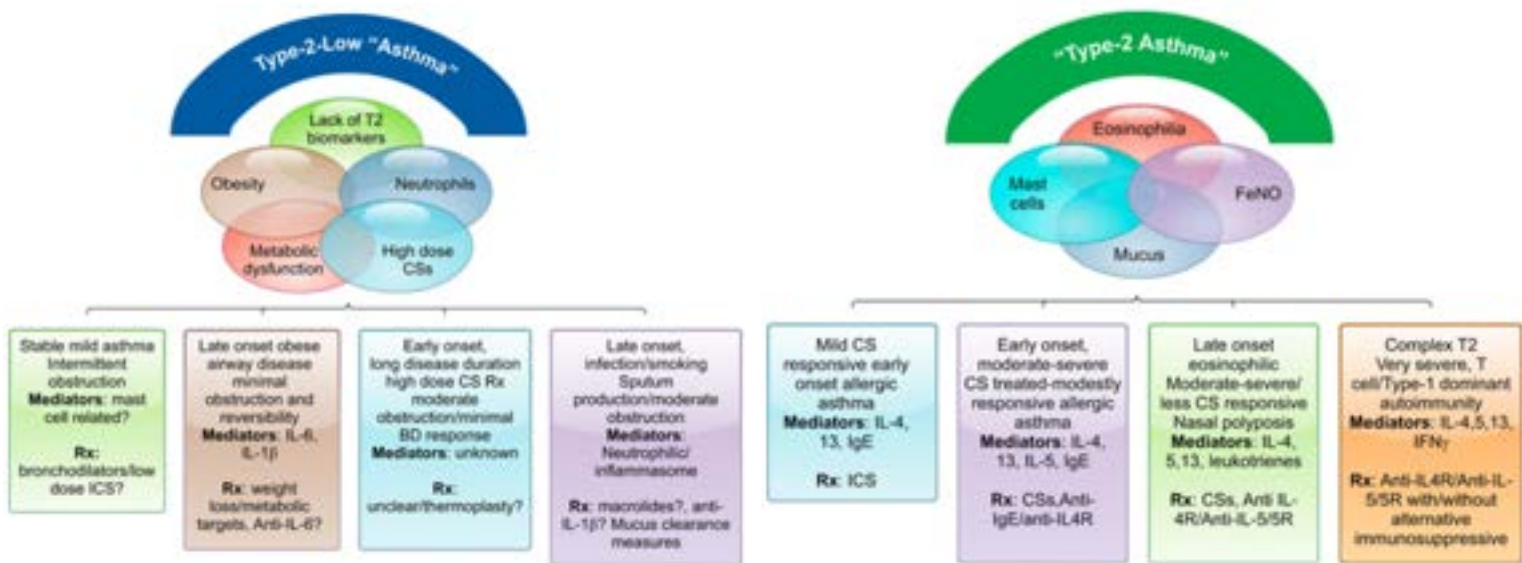 Type-2-Low "Asthma"
Lack of T2
biomarkers
Obesity
Neutrophils
Metabolic
dysfunction
High dose
CSs
Stable mild asthma
Intermittent
obstruction
Mediators: mast
cell related?
Rx:
bronchodilators/low
dose ICS?
Late onset obese
airway disease
minimal
obstruction and
reversibility
Mediators: IL-6,
IL-1β
Rx: weight
loss/metabolic
targets, Anti-IL-6?
Early onset,
long disease duration
high dose CS Rx
moderate
obstruction/minimal
BD response
Mediators: unknown
Rx:
unclear/thermoplasty?
Late onset,
infection/smoking
Sputum
production/moderate
obstruction
Mediators:
Neutrophilic/
inflammasome
Rx: macrolides?, anti-
IL-1β? Mucus clearance
measures
"Type-2 Asthma"
Eosinophilia
Mast
cells
FeNO
Mucus
Mild CS
responsive early
onset allergic
asthma
Mediators: IL-4,
13, IgE
Rx: ICS
Early onset,
moderate-severe
CS treated-modestly
responsive allergic
asthma
Mediators: IL-4,
13, IL-5, IgE
Rx: CSs,Anti-
IgE/anti-IL4R
Late onset
eosinophilic
Moderate-severe/
less CS responsive
Nasal polyposis
Mediators: IL-4,
5,13, leukotrienes
Rx: CSs, Anti IL-
4R/Anti-IL-5/5R
Complex T2
Very severe, T
cell/Type-1 dominant
autoimmunity
Mediators: IL-4,5,13,
IFNγ
Rx: Anti-IL4R/Anti-IL-
5/5R with/without
alternative
immunosuppressive